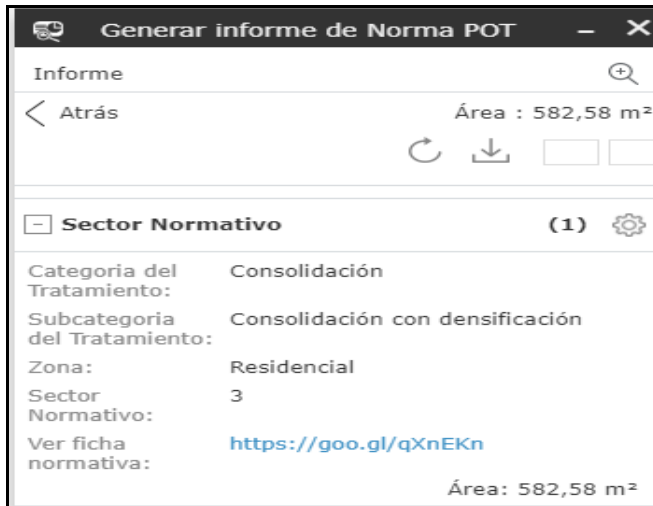 Generar informe de Norma POT
Informe
Atrás
Área : 582,58 m²
Sector Normativo (1)
Categoria del Tratamiento: Consolidación
Subcategoria del Tratamiento: Consolidación con densificación
Zona: Residencial
Sector Normativo: 3
Ver ficha normativa: https://goo.gl/qXnEKn
Área: 582,58 m²